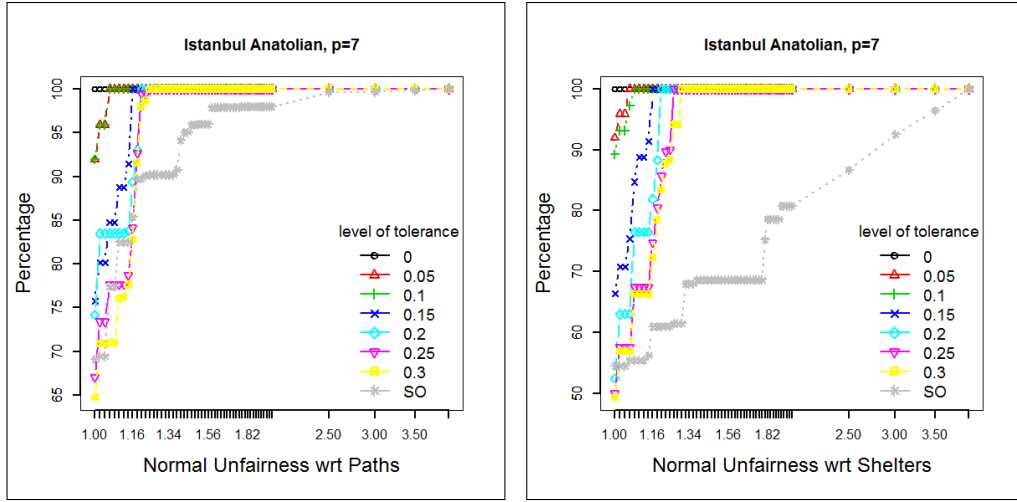 Istanbul Anatolian, p=7
Percentage
100
95
90
85
80
75
70
65
level of tolerance
0
0.05
0.1
0.15
0.2
0.25
0.3
SO
1.00 1.16 1.34 1.56 1.82 2.50 3.00 3.50
Normal Unfairness wrt Paths
Istanbul Anatolian, p=7
Percentage
100
90
80
70
60
50
level of tolerance
0
0.05
0.1
0.15
0.2
0.25
0.3
SO
1.00 1.16 1.34 1.56 1.82 2.50 3.00 3.50
Normal Unfairness wrt Shelters